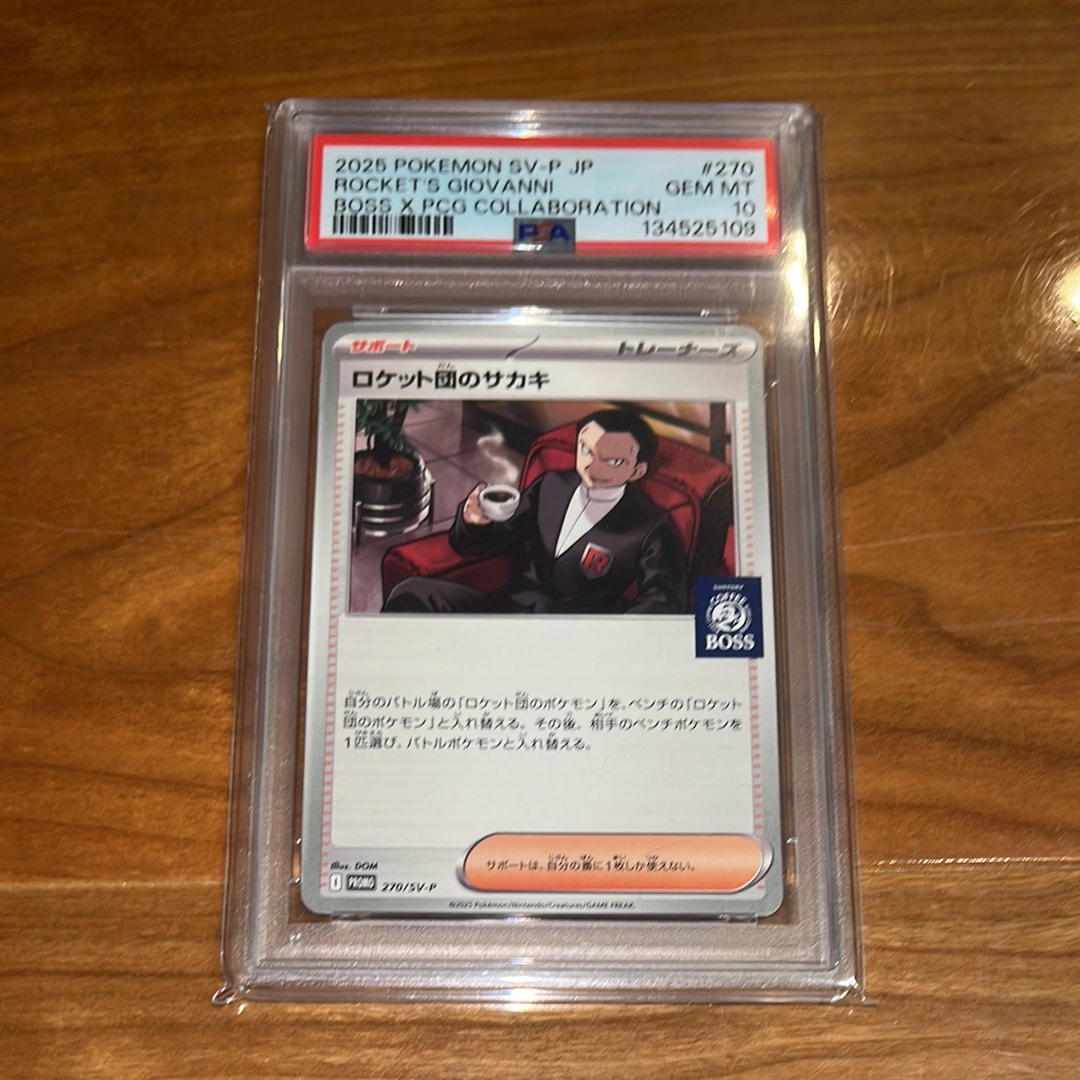 2025 POKEMON SV-P JP #270
ROCKET'S GIOVANNI GEM MT
BOSS X PCG COLLABORATION 10
PSA 134525109
サポート トレーナーズ
ロケット団のサカキ
R
SUNTORY
COFFEE
BOSS
自分のバトル場の「ロケット団のポケモン」を、ベンチの「ロケット
団のポケモン」と入れ替える。その後、相手のベンチポケモンを
1匹選び、バトルポケモンと入れ替える。
サポートは、自分の番に1枚しか使えない。
Illus. DOM
PROMO 270/SV-P
©2025 Pokémon/Nintendo/Creatures/GAME FREAK.